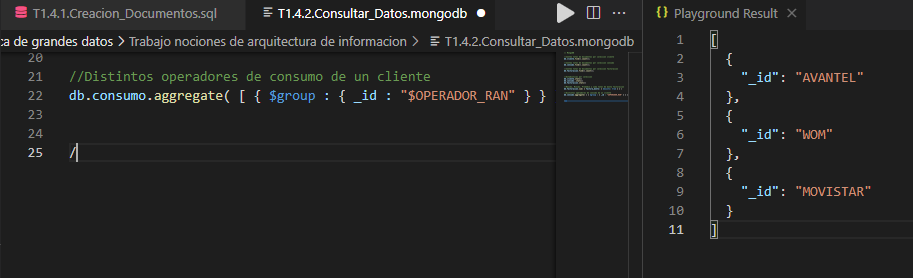 T1.4.1.Creacion_Documentos.sql
T1.4.2.Consultar_Datos.mongodb
Playground Result
ca de grandes datos > Trabajo nociones de arquitectura de informacion > T1.4.2.Consultar_Datos.mongodb
20
21 //Distintos operadores de consumo de un cliente
22 db.consumo.aggregate( [ { $group : { _id : "$OPERADOR_RAN" } }
23
24
25 /
1 [
2 {
3 "_id": "AVANTEL"
4 },
5 {
6 "_id": "WOM"
7 },
8 {
9 "_id": "MOVISTAR"
10 }
11 ]